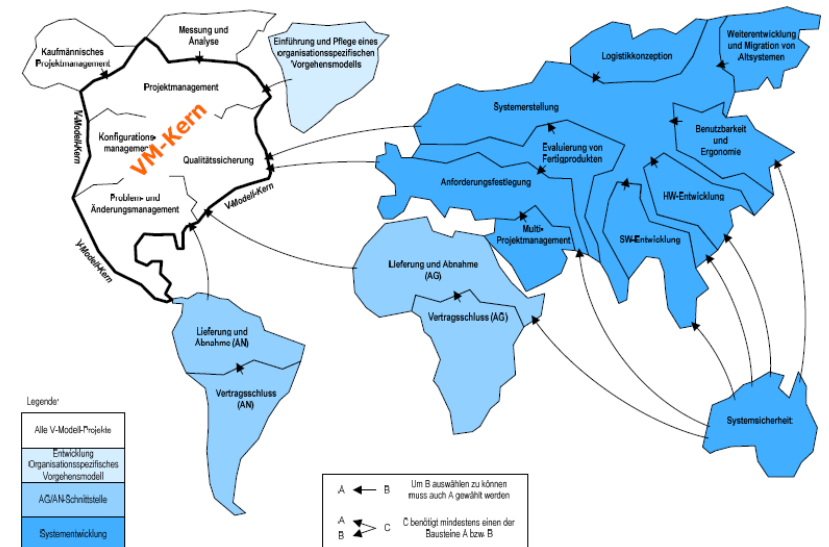 Kaufmännisches
Projektmanagement
Messung und
Analyse
Einführung und Pflege eines
organisationsspezifischen
Vorgehensmodells
Logistikkonzeption
Weiterentwicklung
und Migration von
Altsystemen
Projektmanagement
V-Modell-Kern
Konfigurations-
management
VM-Kern
Qualitätssicherung
Systemerstellung
Evaluierung von
Fertigprodukten
Benutzbarkeit
und
Ergonomie
Problem- und
Änderungsmanagement
V-Modell-Kern
Anforderungsfestlegung
HW-Entwicklung
Multi-
Projektmanagement
SW-Entwicklung
V-Modell-Kern
Lieferung und Abnahme
(AG)
Vertragsschluss (AG)
Lieferung und
Abnahme (AN)
Vertragsschluss
(AN)
Systemsicherheit
Legende:
Alle V-Modell-Projekte
Entwicklung
Organisationsspezifisches
Vorgehensmodell
AG/AN-Schnittstelle
Systementwicklung
A B
Um B auswählen zu können
muss auch A gewählt werden
A
B C
C benötigt mindestens einen der
Bausteine A bzw. B